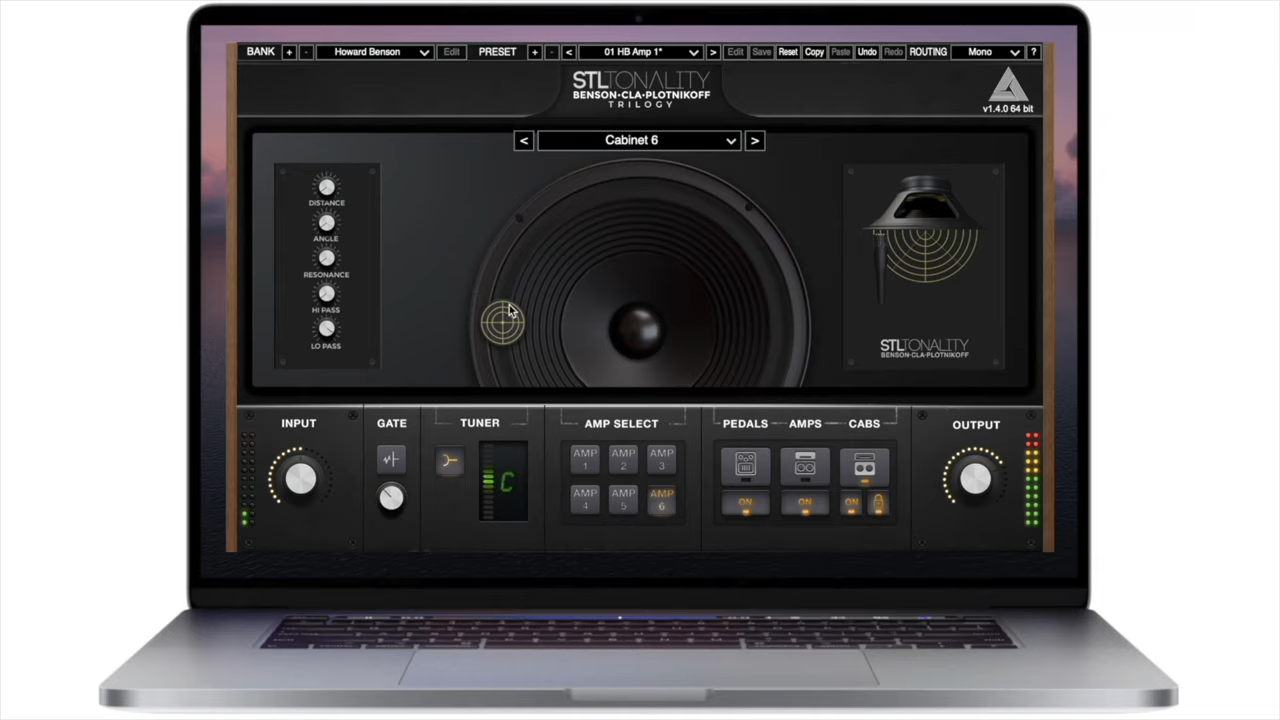 BANK + - Howard Benson Edit PRESET + - < 01 HB Amp 1* > Edit Save Reset Copy Paste Undo Redo ROUTING Mono ?
STLTONALITY
BENSON·CLA·PLOTNIKOFF
TRILOGY
v1.4.0 64 bit
< Cabinet 6 >
DISTANCE
ANGLE
RESONANCE
HI PASS
LO PASS
STLTONALITY
BENSON·CLA·PLOTNIKOFF
INPUT GATE TUNER AMP SELECT PEDALS AMPS CABS OUTPUT
AMP 1 AMP 2 AMP 3
C
AMP 4 AMP 5 AMP 6
ON ON ON